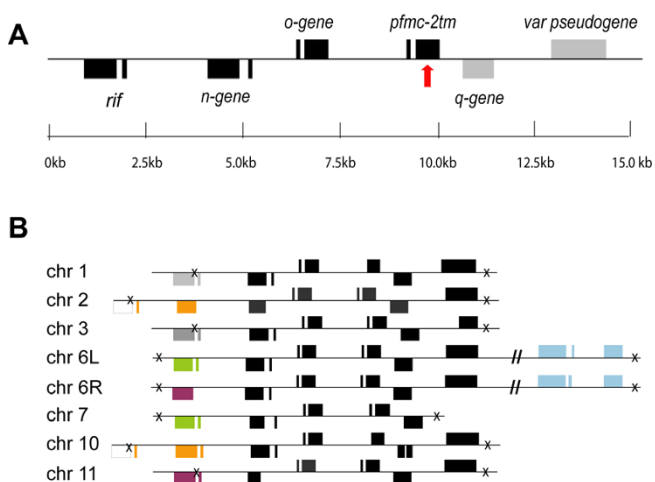 A
o-gene pfmc-2tm var pseudogene
rif n-gene q-gene
0kb 2.5kb 5.0kb 7.5kb 10.0kb 12.5kb 15.0 kb
B
chr 1 x x
chr 2 x x
chr 3 x x
chr 6L x // x
chr 6R x // x
chr 7 x x
chr 10 x x
chr 11 x x